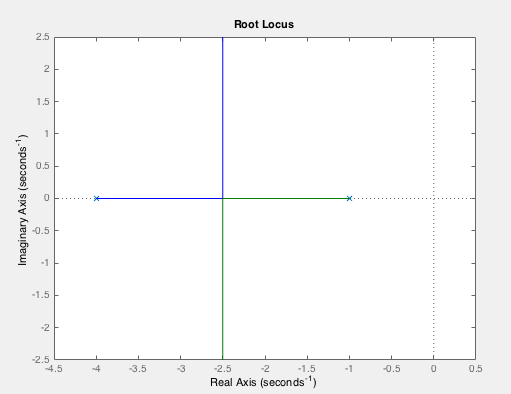 Root Locus
Imaginary Axis (seconds⁻¹)
2.5
2
1.5
1
0.5
0
-0.5
-1
-1.5
-2
-2.5
-4.5 -4 -3.5 -3 -2.5 -2 -1.5 -1 -0.5 0 0.5
Real Axis (seconds⁻¹)